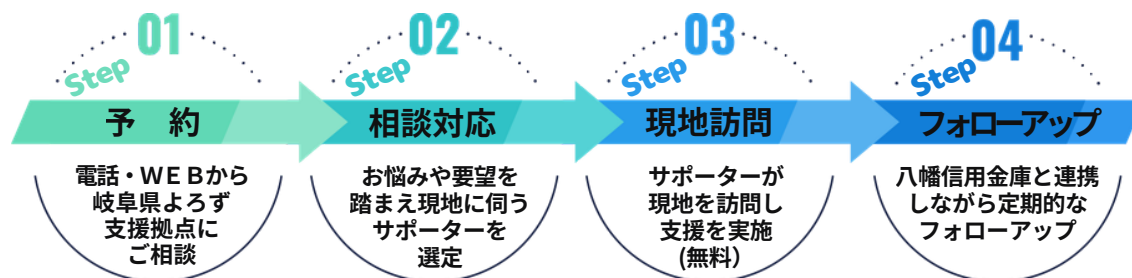 Step 01
予　約
電話・ＷＥＢから
岐阜県よろず
支援拠点に
ご相談
Step 02
相談対応
お悩みや要望を
踏まえ現地に伺う
サポーターを
選定
Step 03
現地訪問
サポーターが
現地を訪問し
支援を実施
(無料）
Step 04
フォローアップ
八幡信用金庫と連携
しながら定期的な
フォローアップ